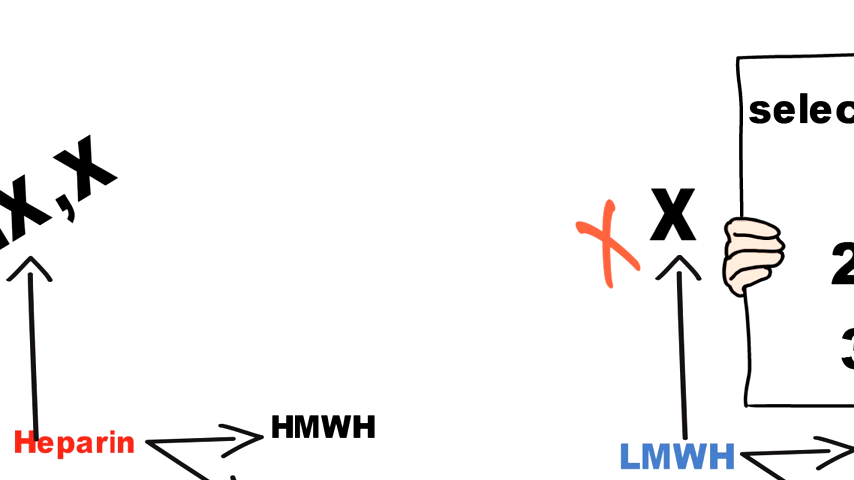 selec
X,X
X X
2
3
HMWH
Heparin
LMWH